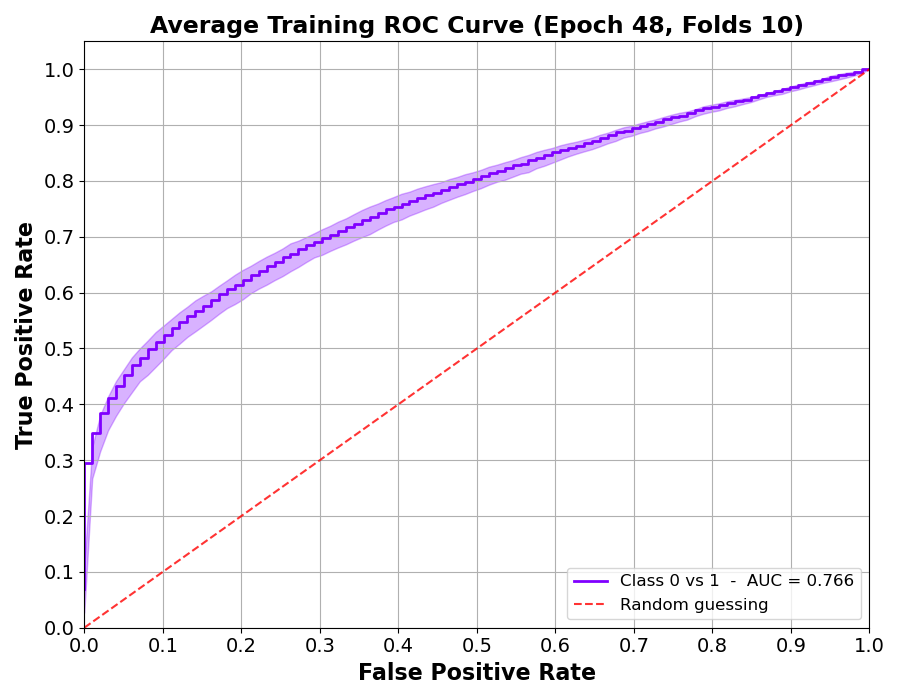 Average Training ROC Curve (Epoch 48, Folds 10)
True Positive Rate
1.0
0.9
0.8
0.7
0.6
0.5
0.4
0.3
0.2
0.1
0.0
Class 0 vs 1 - AUC = 0.766
Random guessing
0.0 0.1 0.2 0.3 0.4 0.5 0.6 0.7 0.8 0.9 1.0
False Positive Rate